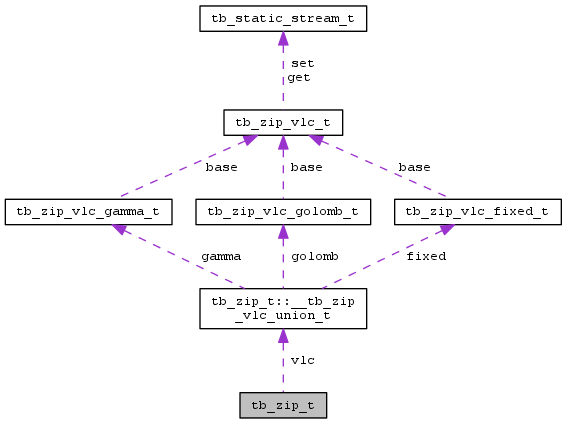 tb_static_stream_t
set
get
tb_zip_vlc_t
base
base
base
tb_zip_vlc_gamma_t
tb_zip_vlc_golomb_t
tb_zip_vlc_fixed_t
gamma
golomb
fixed
tb_zip_t::__tb_zip
_vlc_union_t
vlc
tb_zip_t